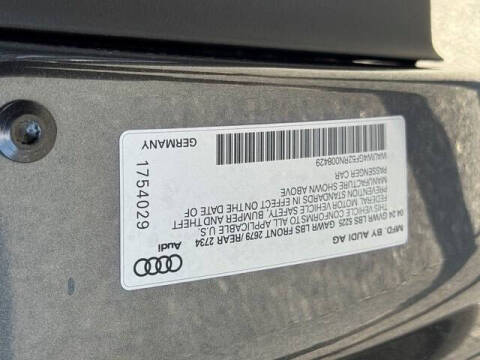 MFD. BY AUDI AG
04 24 GVWR LBS 5225 GAWR LBS FRONT 2679 /REAR 2734
THIS VEHICLE CONFORMS TO ALL APPLICABLE U.S.
FEDERAL MOTOR VEHICLE SAFETY, BUMPER AND THEFT
PREVENTION STANDARDS IN EFFECT ON THE DATE OF
MANUFACTURE SHOWN ABOVE
PASSENGER CAR
WAUW4GF52RN008429
Audi
1754029
GERMANY